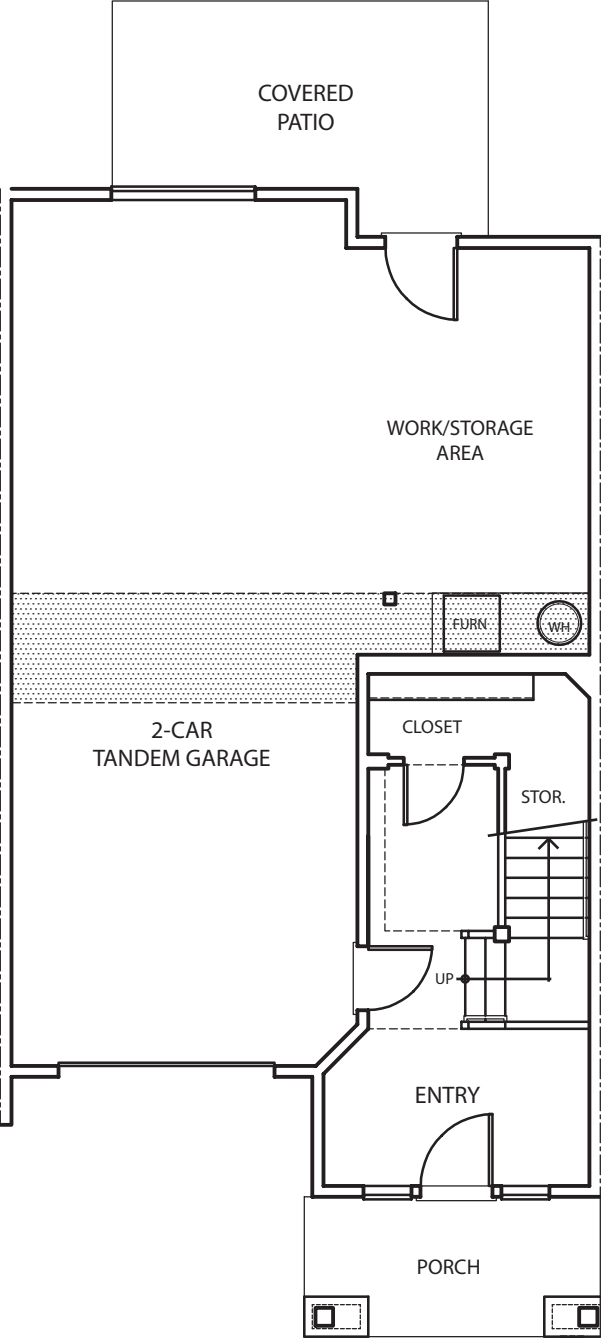 COVERED
PATIO
WORK/STORAGE
AREA
FURN
WH
2-CAR
TANDEM GARAGE
CLOSET
STOR.
UP
ENTRY
PORCH